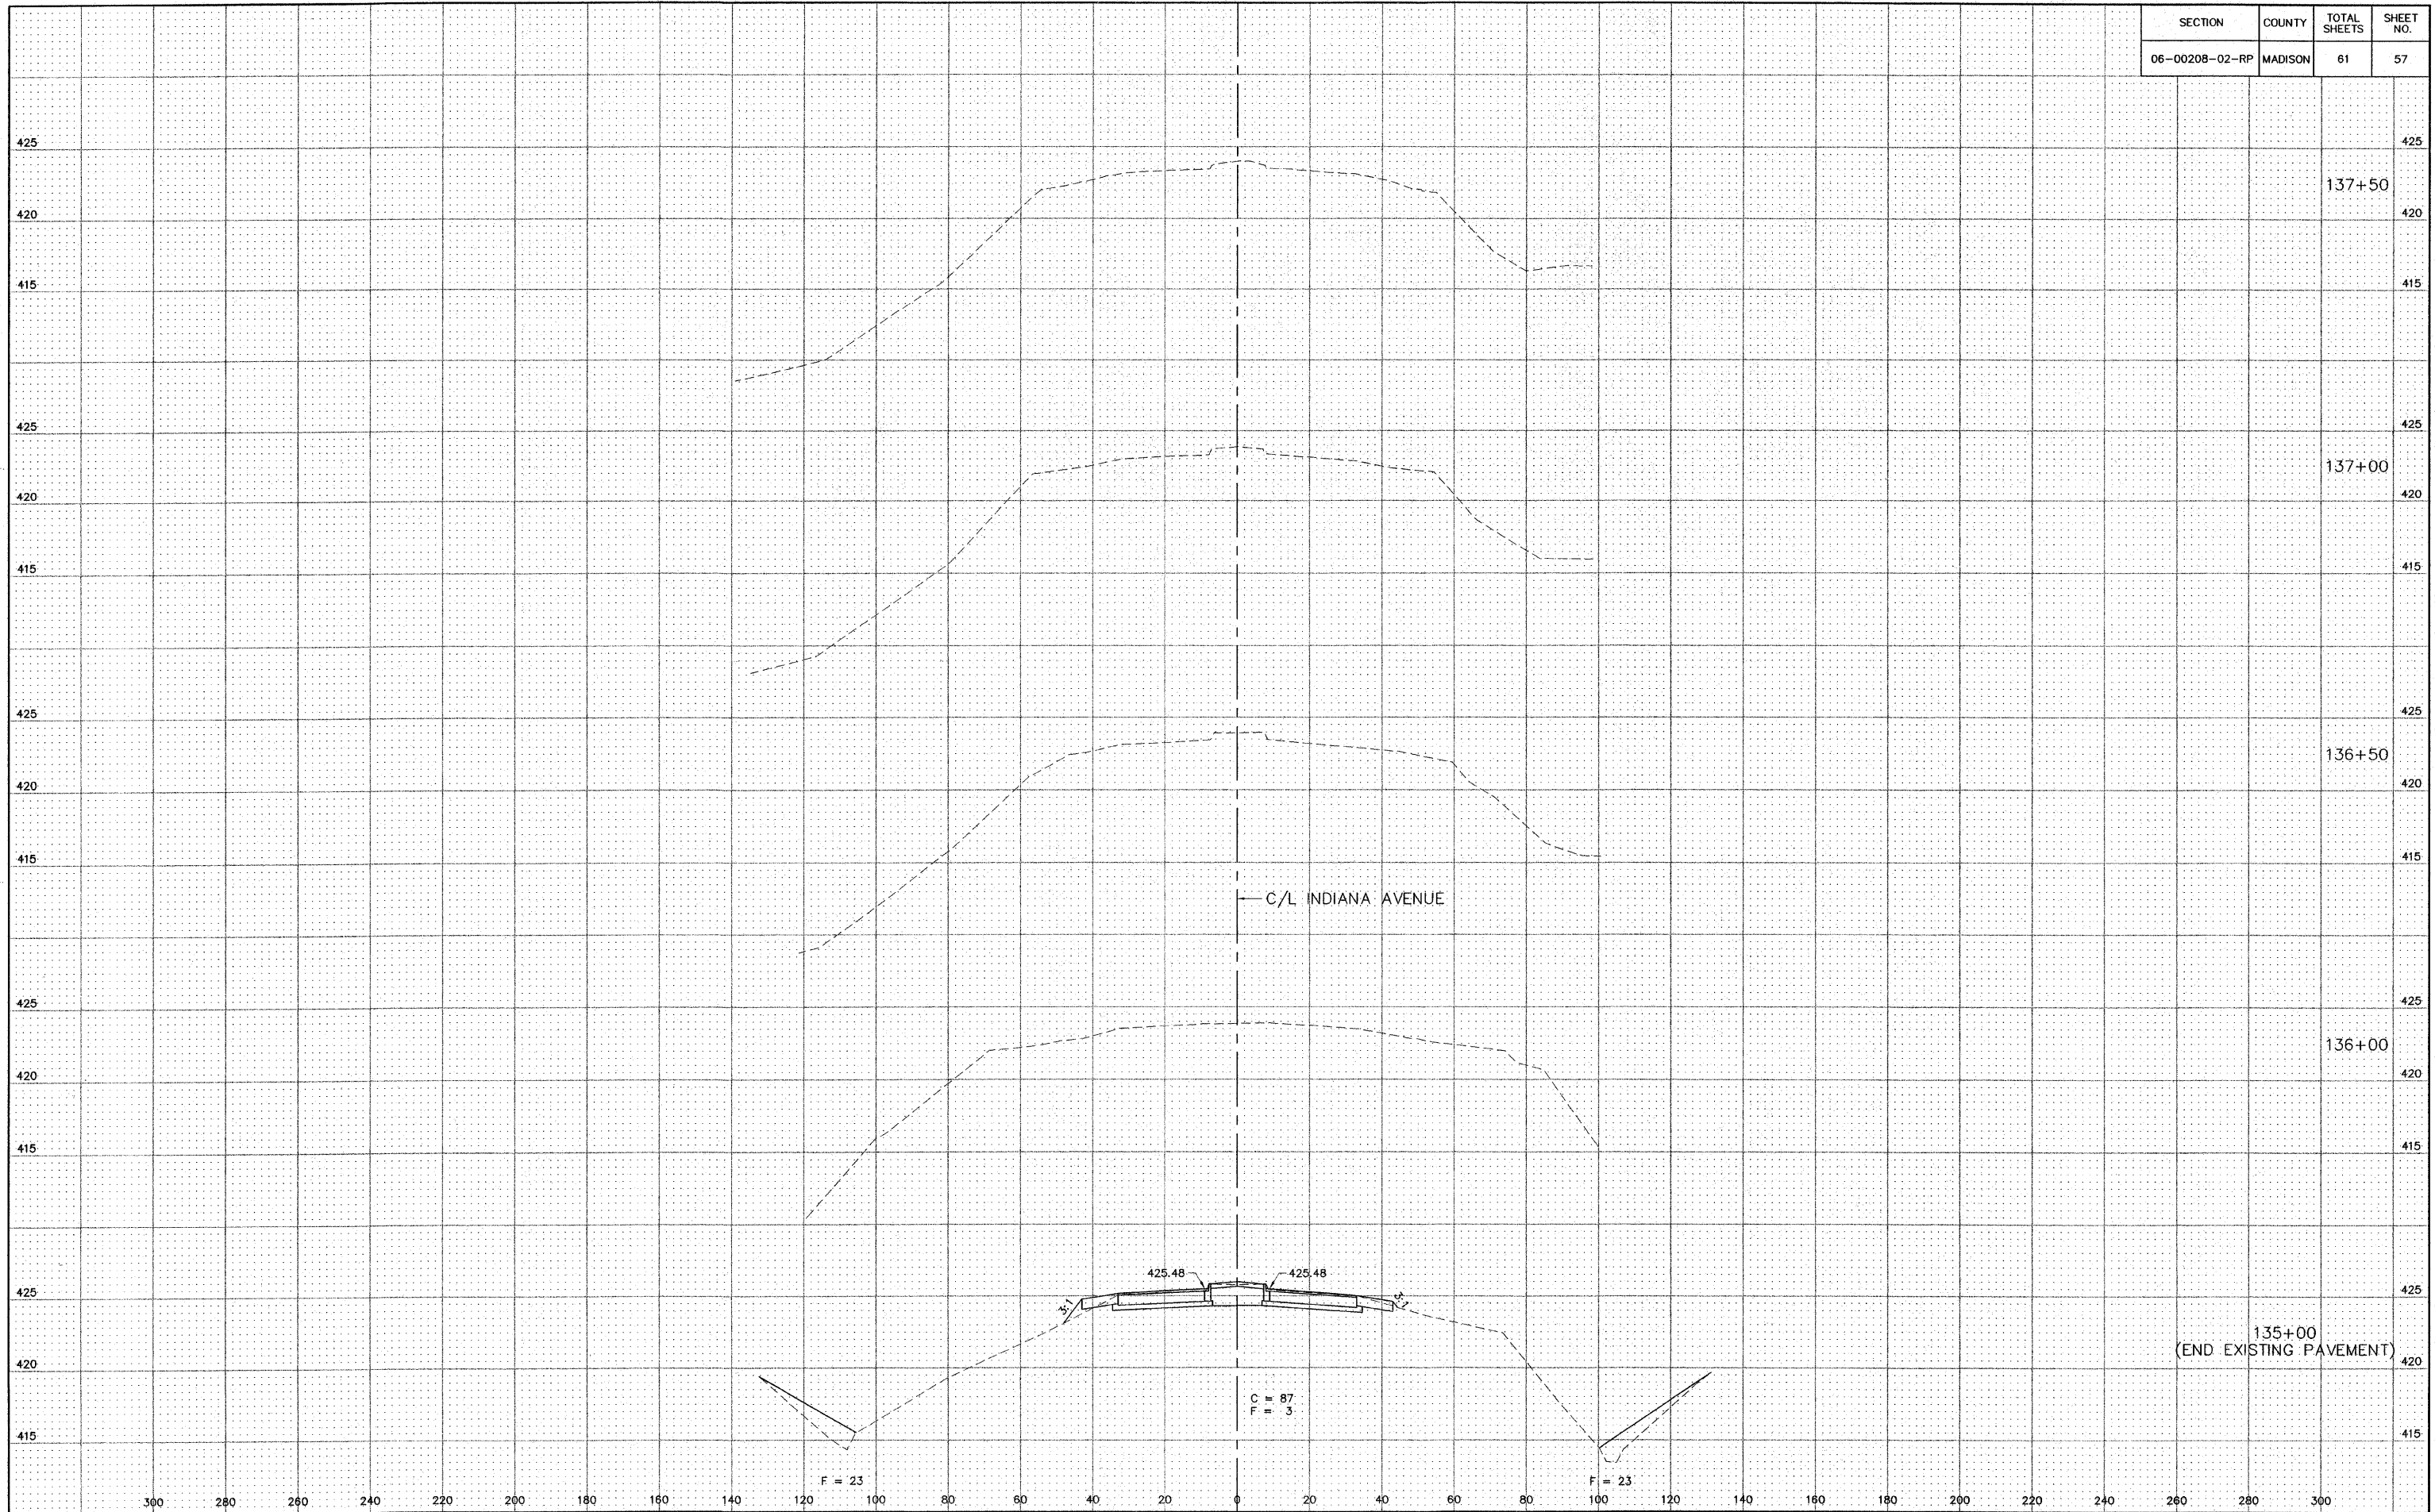 SECTION COUNTY TOTAL SHEETS SHEET NO.
06-00208-02-RP MADISON 61 57
425 425
137+50
420 420
415 415
425 425
137+00
420 420
415 415
425 425
136+50
420 420
415 415
C/L INDIANA AVENUE
425 425
136+00
420 420
415 415
425.48 425.48
425 425
3:1 3:1
135+00
(END EXISTING PAVEMENT)
420 420
C = 87
F = 3
415 415
F = 23 F = 23
300 280 260 240 220 200 180 160 140 120 100 80 60 40 20 0 20 40 60 80 100 120 140 160 180 200 220 240 260 280 300